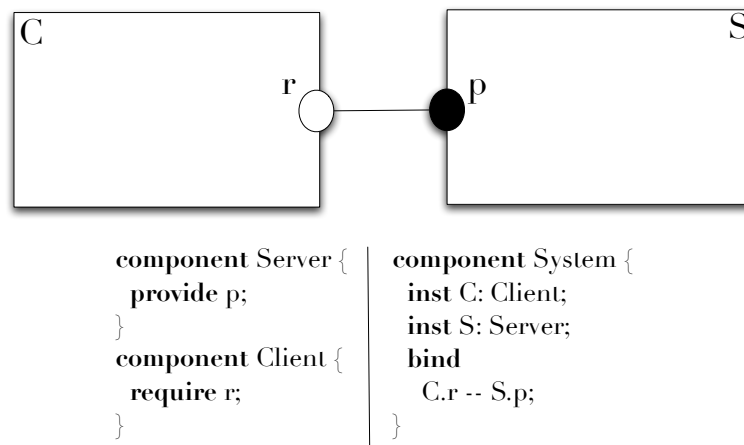 C
S
r
p
component Server {
provide p;
}
component Client {
require r;
}
component System {
inst C: Client;
inst S: Server;
bind
C.r -- S.p;
}